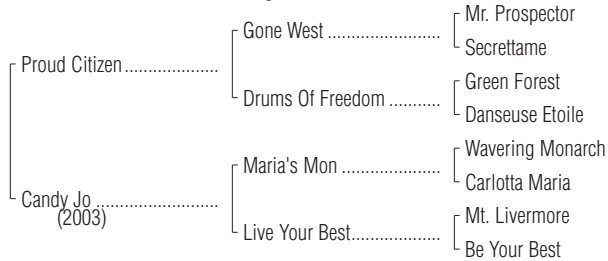 Mr. Prospector
Gone West
Secrettame
Proud Citizen
Green Forest
Drums Of Freedom
Danseuse Etoile
Wavering Monarch
Maria's Mon
Carlotta Maria
Candy Jo
(2003)
Mt. Livermore
Live Your Best
Be Your Best